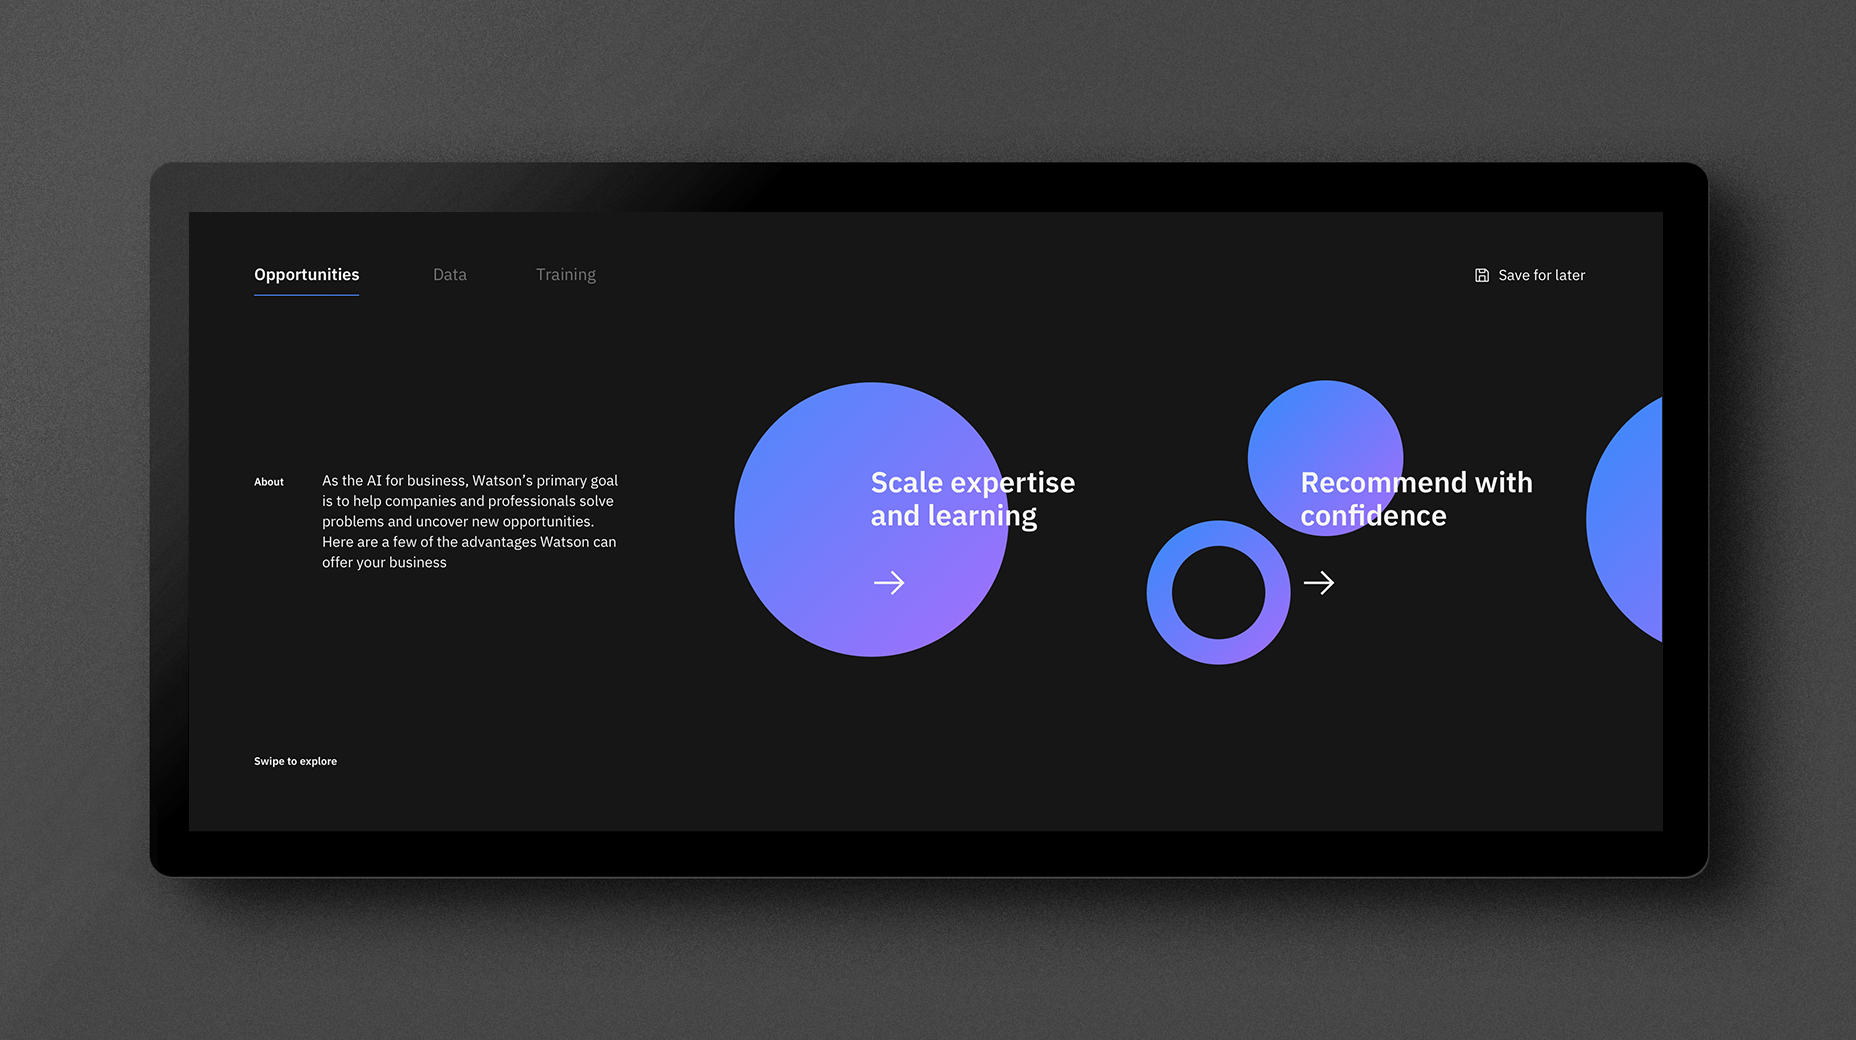 Opportunities
Data
Training
Save for later
About
As the AI for business, Watson’s primary goal
is to help companies and professionals solve
problems and uncover new opportunities.
Here are a few of the advantages Watson can
offer your business
Scale expertise
and learning
Recommend with
confidence
Swipe to explore